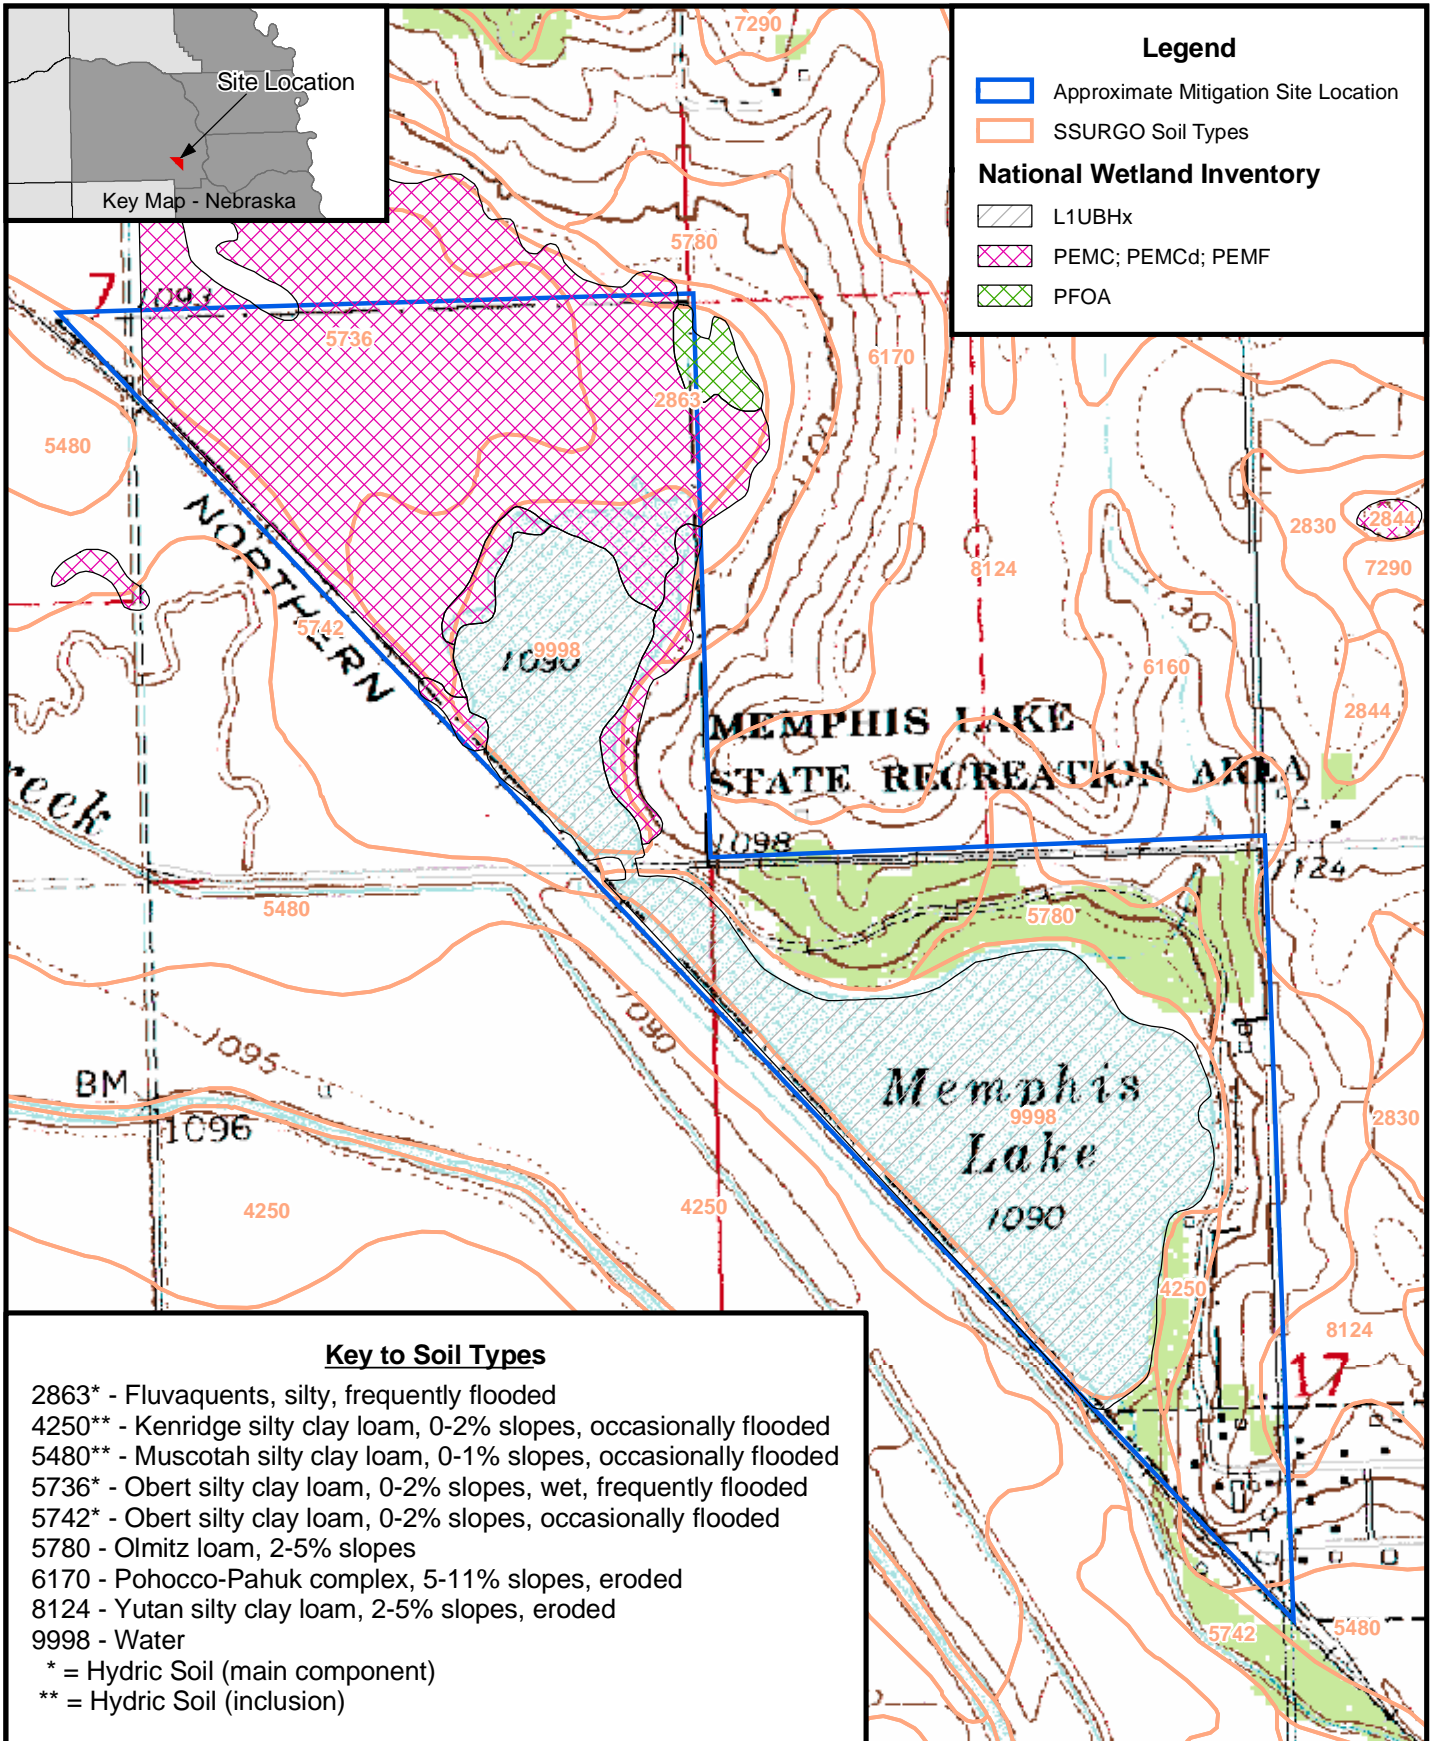 Site Location
Key Map - Nebraska
Legend
Approximate Mitigation Site Location
SSURGO Soil Types
National Wetland Inventory
L1UBHx
PEMC; PEMCd; PEMF
PFOA
7290
5780
7
1093
5736
6170
2863
5480
2830
2844
7290
8124
NORTHERN
5742
9998
1090
6160
2844
MEMPHIS LAKE
STATE RECREATION AREA
reek
1098
1124
5480
5780
1090
1095
BM
1096
Memphis
9998
Lake
1090
2830
4250
4250
4250
8124
17
5742
5480
Key to Soil Types
2863* - Fluvaquents, silty, frequently flooded
4250** - Kenridge silty clay loam, 0-2% slopes, occasionally flooded
5480** - Muscotah silty clay loam, 0-1% slopes, occasionally flooded
5736* - Obert silty clay loam, 0-2% slopes, wet, frequently flooded
5742* - Obert silty clay loam, 0-2% slopes, occasionally flooded
5780 - Olmitz loam, 2-5% slopes
6170 - Pohocco-Pahuk complex, 5-11% slopes, eroded
8124 - Yutan silty clay loam, 2-5% slopes, eroded
9998 - Water
* = Hydric Soil (main component)
** = Hydric Soil (inclusion)